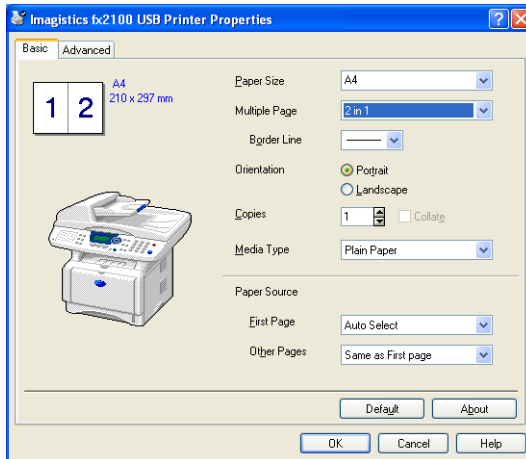 Imagistics fx2100 USB Printer Properties
Basic Advanced
A4
210 x 297 mm
1 2
Paper Size A4
Multiple Page 2 in 1
Border Line
Orientation Portrait
Landscape
Copies 1 Collate
Media Type Plain Paper
Paper Source
First Page Auto Select
Other Pages Same as First page
Default About
OK Cancel Help